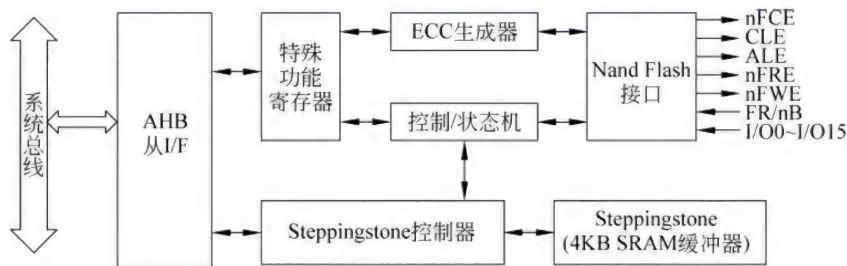 系统总线
AHB
从I/F
特殊
功能
寄存器
ECC生成器
控制/状态机
Nand Flash
接口
nFCE
CLE
ALE
nFRE
nFWE
FR/nB
I/O0~I/O15
Steppingstone控制器
Steppingstone
(4KB SRAM缓冲器)